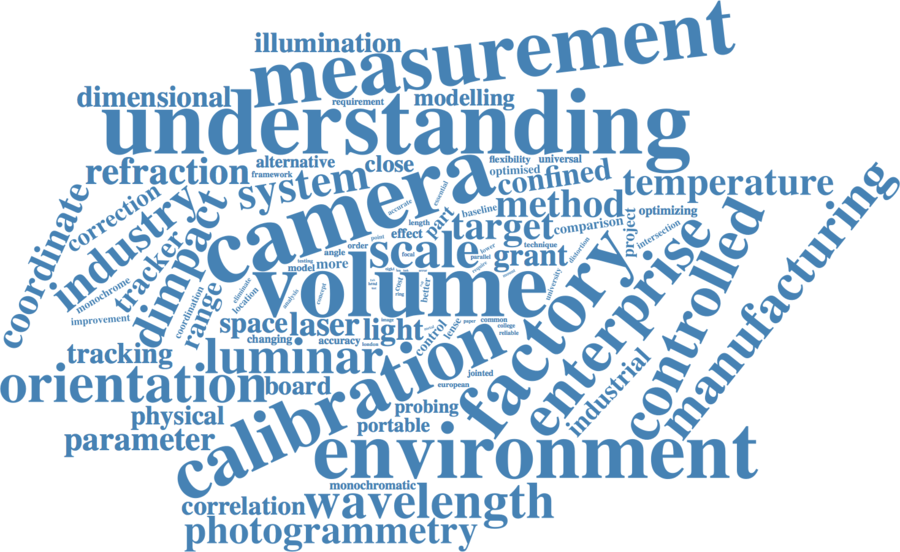 illumination
measurement
dimensional
requirement
modelling
understanding
refraction
alternative
close
flexibility
universal
framework
system
optimised
confined
temperature
coordinate
correction
industry
camera
accurate
essential
baseline
method
optimizing
manufacturing
tracker
dimpact
length
part
target
comparison
project
intersection
monochrome
effect
order
point
scale
grant
technique
controlled
improvement
coordination
range
eliminate
location
angle
model
more
testing
focal
lower
parallel
distortion
enterprise
factory
volume
analysis
concept
cost
better
university
space
laser
light
changing
accuracy
london
control
lense
paper
common
college
reliable
tracking
luminar
calibration
jointed
european
industrial
orientation
board
physical
probing
portable
parameter
environment
monochromatic
correlation
wavelength
photogrammetry